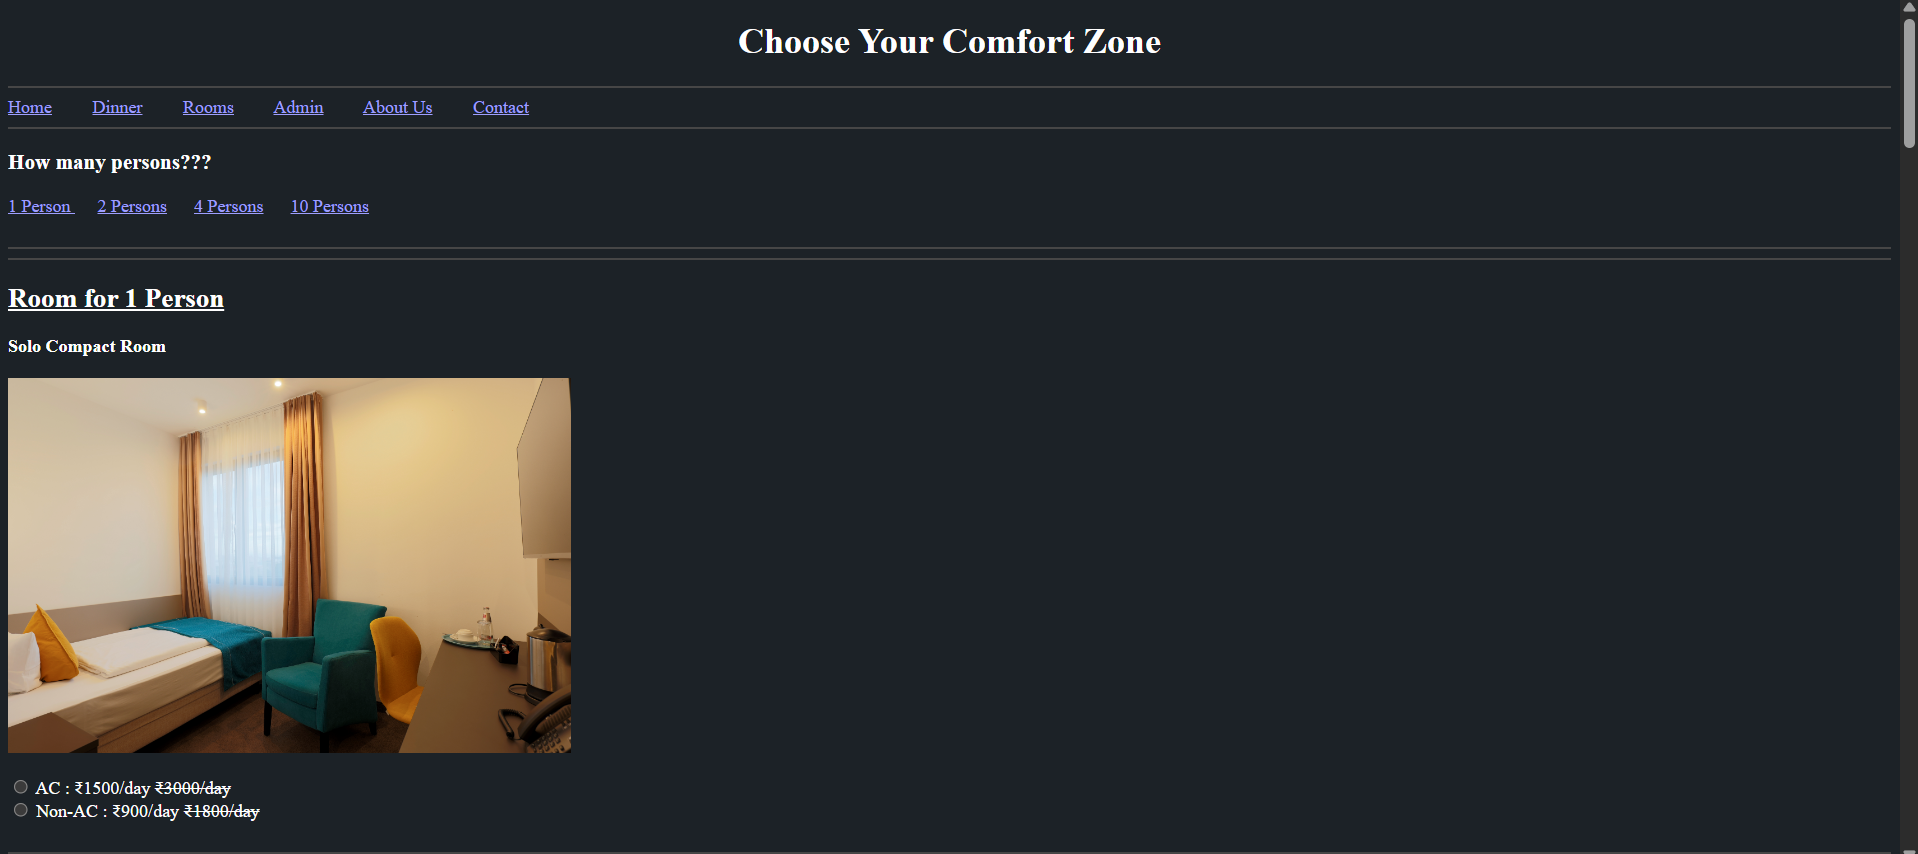 Choose Your Comfort Zone
Home Dinner Rooms Admin About Us Contact
How many persons???
1 Person 2 Persons 4 Persons 10 Persons
Room for 1 Person
Solo Compact Room
AC : ₹1500/day ₹3000/day
Non-AC : ₹900/day ₹1800/day